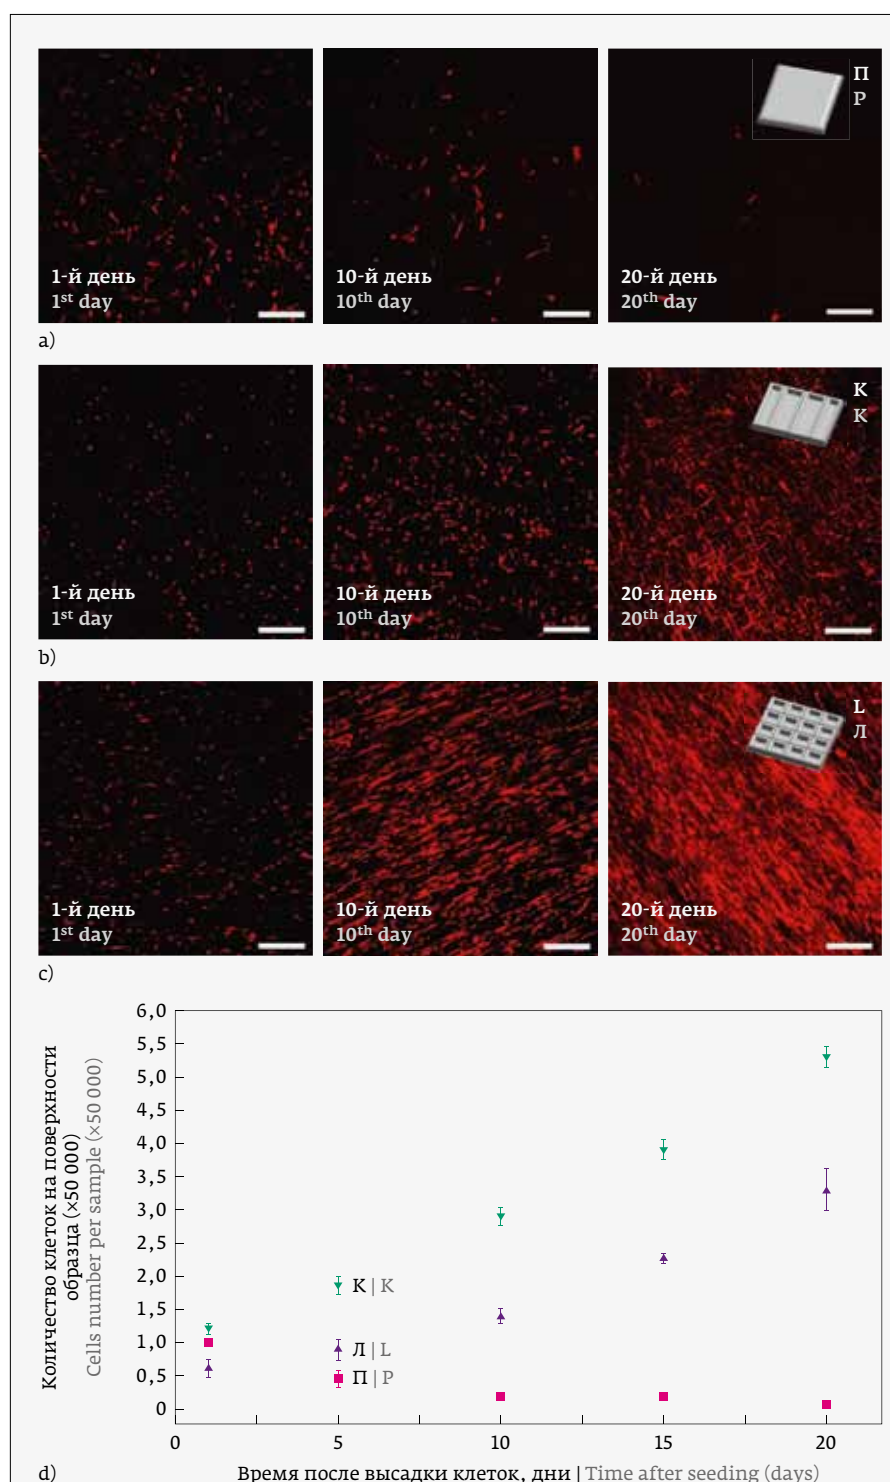 П
P
1-й день
1st day
10-й день
10th day
20-й день
20th day
a)
K
K
1-й день
1st day
10-й день
10th day
20-й день
20th day
b)
L
Л
1-й день
1st day
10-й день
10th day
20-й день
20th day
c)
Количество клеток на поверхности
образца (×50 000)
Cells number per sample (×50 000)
6,0
5,5
5,0
4,5
4,0
3,5
3,0
2,5
2,0
1,5
1,0
0,5
0
К | K
Л | L
П | P
0
5
10
15
20
d)
Время после высадки клеток, дни | Time after seeding (days)